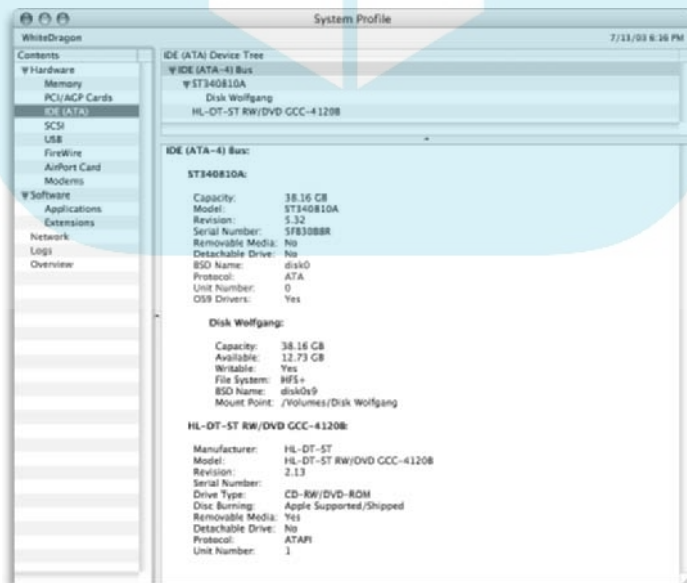 System Profile
WhiteDragon 7/13/03 6:36 PM
Contents
Hardware
Memory
PCI/AGP Cards
IDE (ATA)
SCSI
USB
FireWire
AirPort Card
Modems
Software
Applications
Extensions
Network
Logs
Overview
IDE (ATA) Device Tree
IDE (ATA-4) Bus
ST340810A
Disk Wolfgang
HL-DT-ST RW/DVD GCC-4120B
IDE (ATA-4) Bus:
ST340810A:
Capacity: 38.16 GB
Model: ST340810A
Revision: 5.32
Serial Number: 5FB30BBR
Removable Media: No
Detachable Drive: No
BSD Name: disk0
Protocol: ATA
Unit Number: 0
OS9 Drivers: Yes
Disk Wolfgang:
Capacity: 38.16 GB
Available: 12.73 GB
Writable: Yes
File System: HFS+
BSD Name: disk0s9
Mount Point: /Volumes/Disk Wolfgang
HL-DT-ST RW/DVD GCC-4120B:
Manufacturer: HL-DT-ST
Model: HL-DT-ST RW/DVD GCC-4120B
Revision: 2.13
Serial Number:
Drive Type: CD-RW/DVD-ROM
Disc Burning: Apple Supported/Shipped
Removable Media: Yes
Detachable Drive: No
Protocol: ATAPI
Unit Number: 1